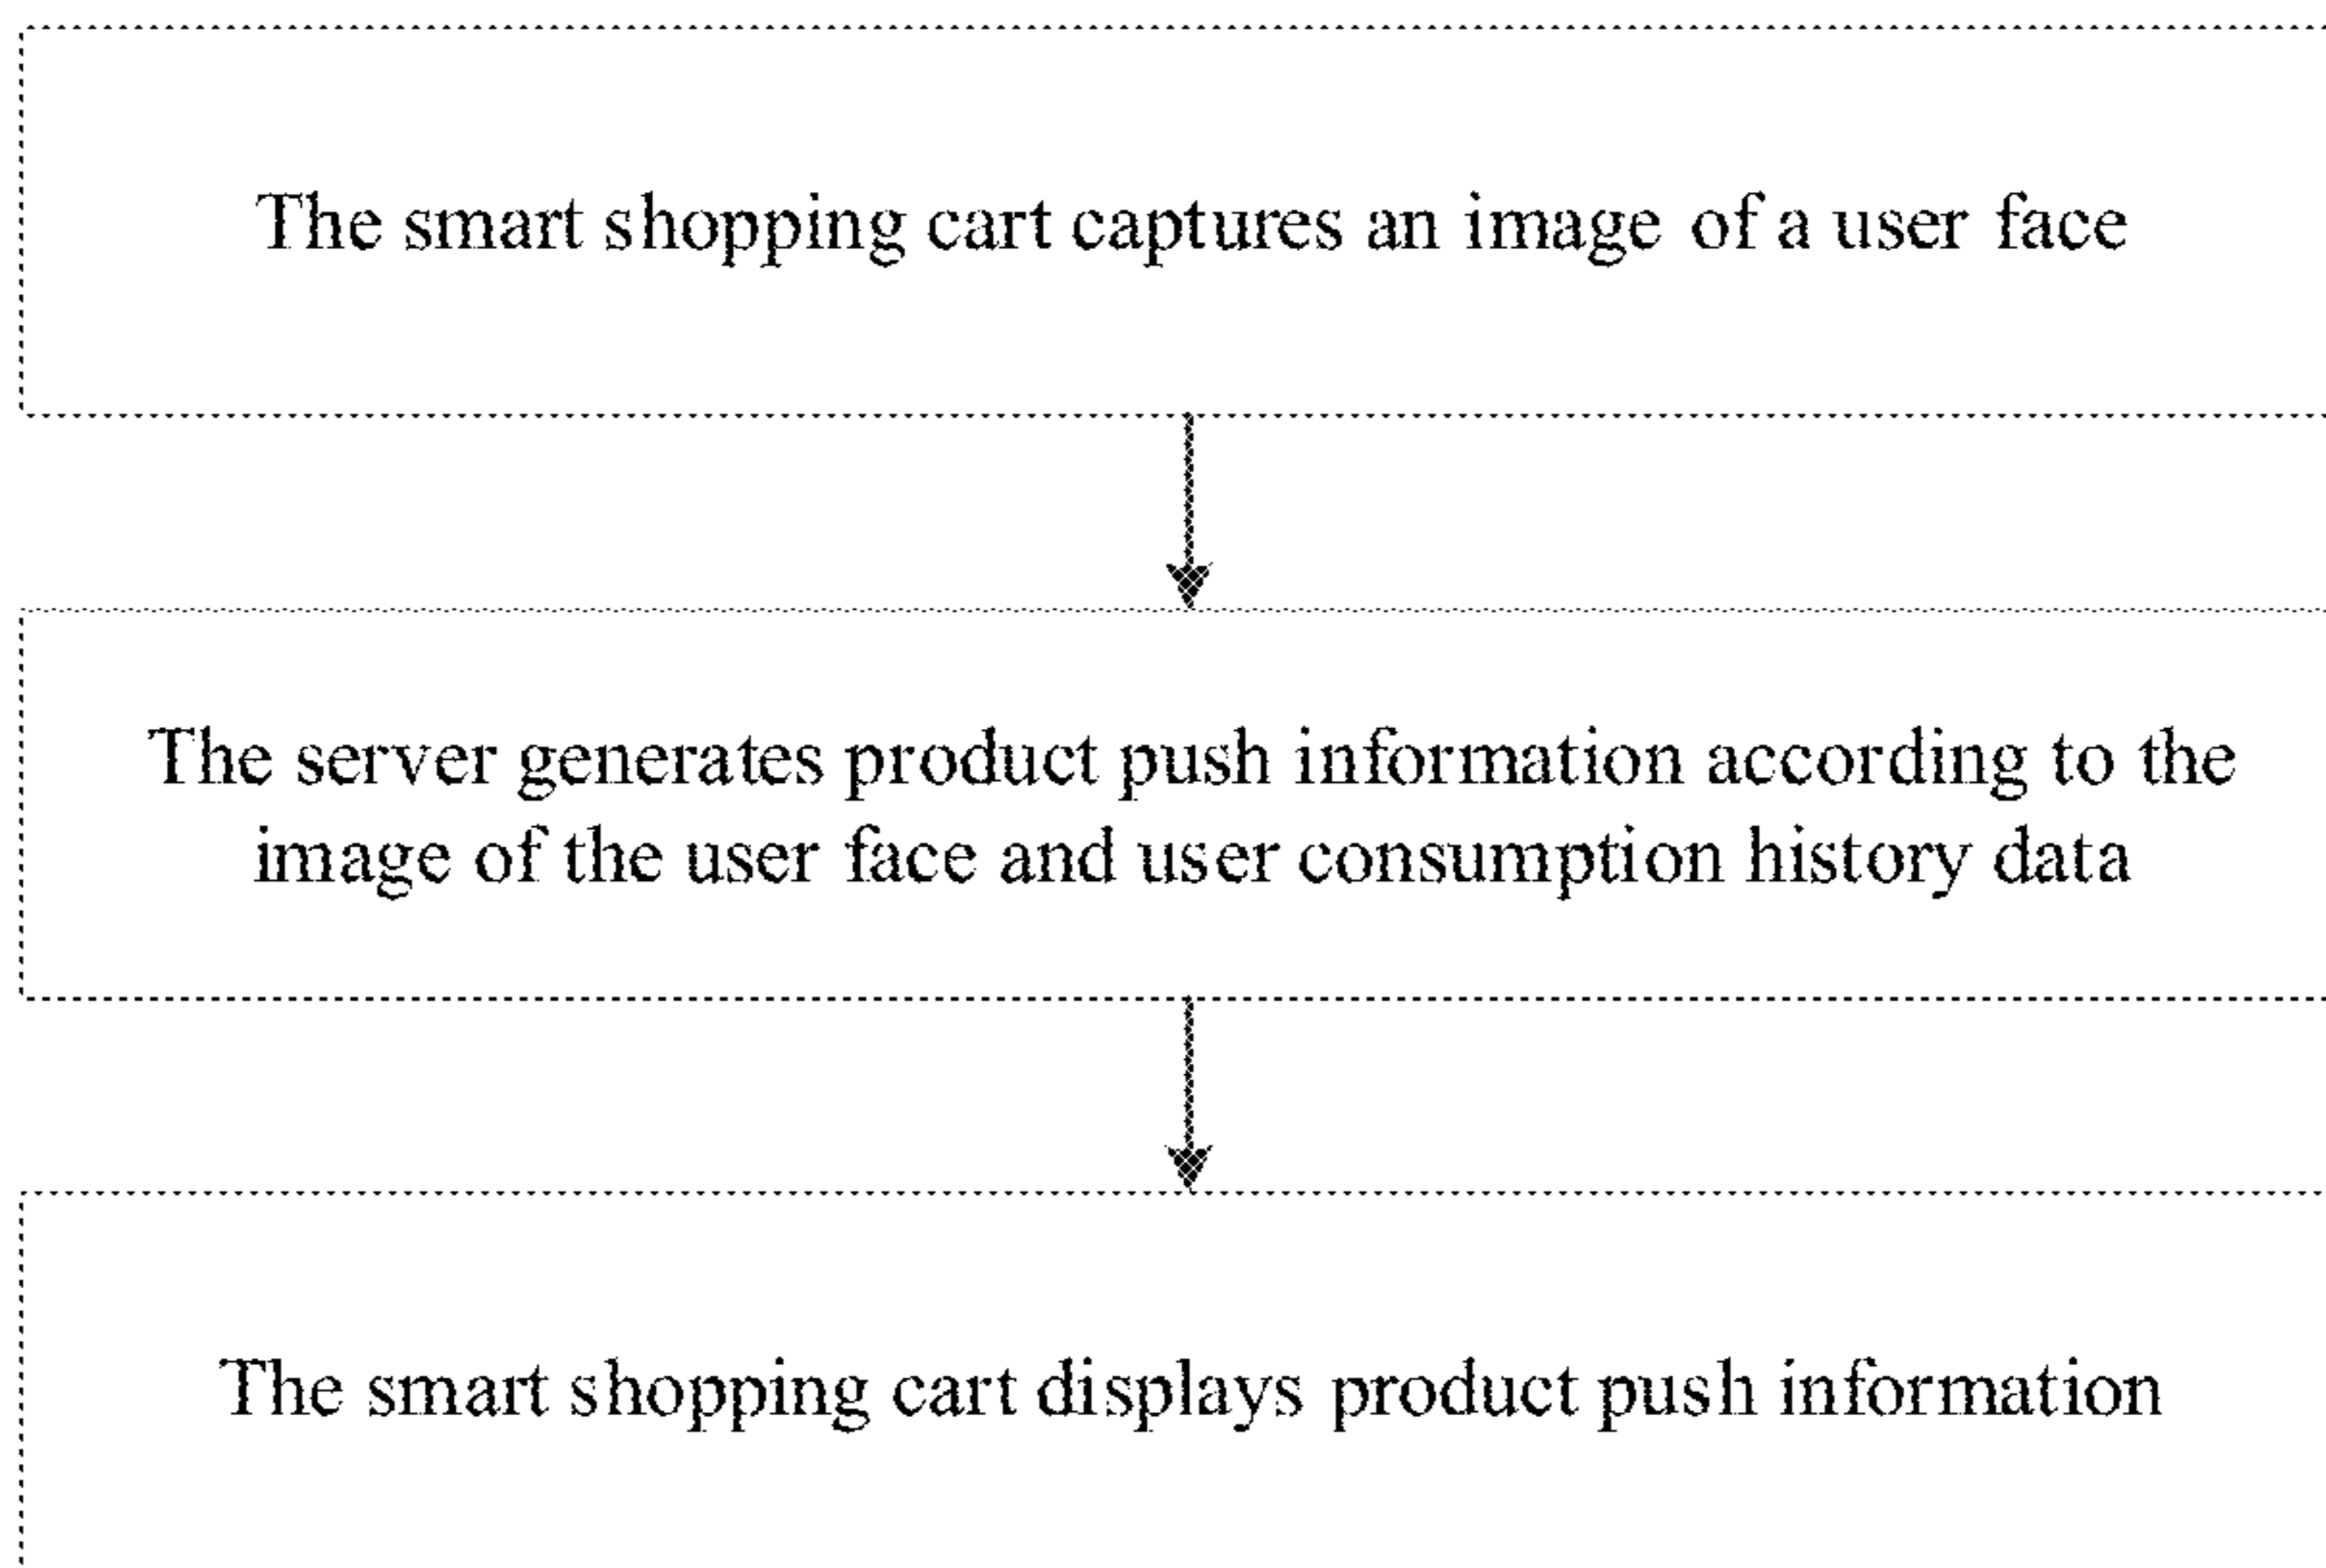 The smart shopping cart captures an image of a user face
The server generates product push information according to the
image of the user face and user consumption history data
The smart shopping cart displays product push information